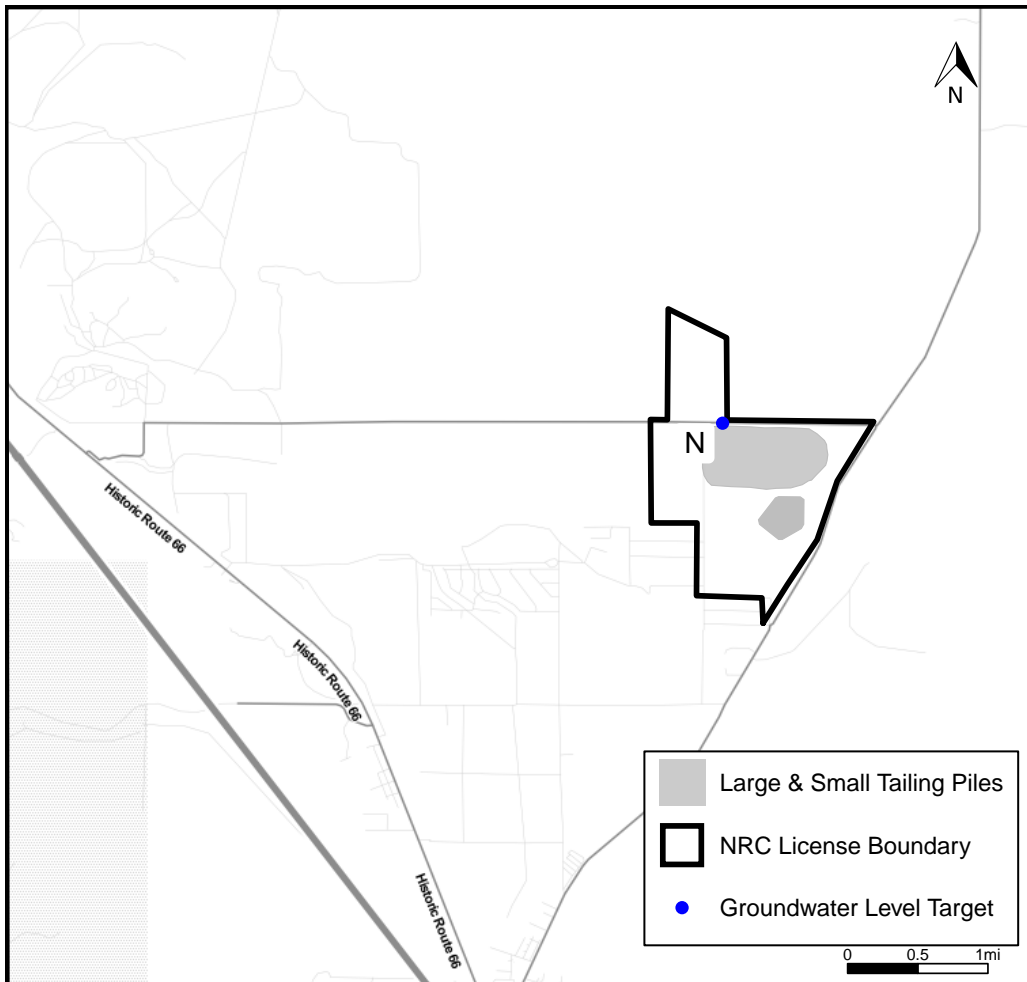 N
N
Historic Route 66
Historic Route 66
Historic Route 66
Large & Small Tailing Piles
NRC License Boundary
Groundwater Level Target
0 0.5 1mi